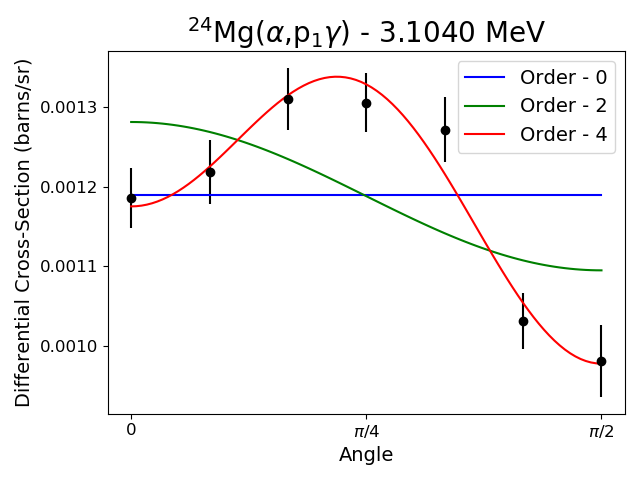 ²⁴Mg(α,p₁γ) - 3.1040 MeV
Differential Cross-Section (barns/sr)
0.0013
0.0012
0.0011
0.0010
Order - 0
Order - 2
Order - 4
0 π/4 π/2
Angle